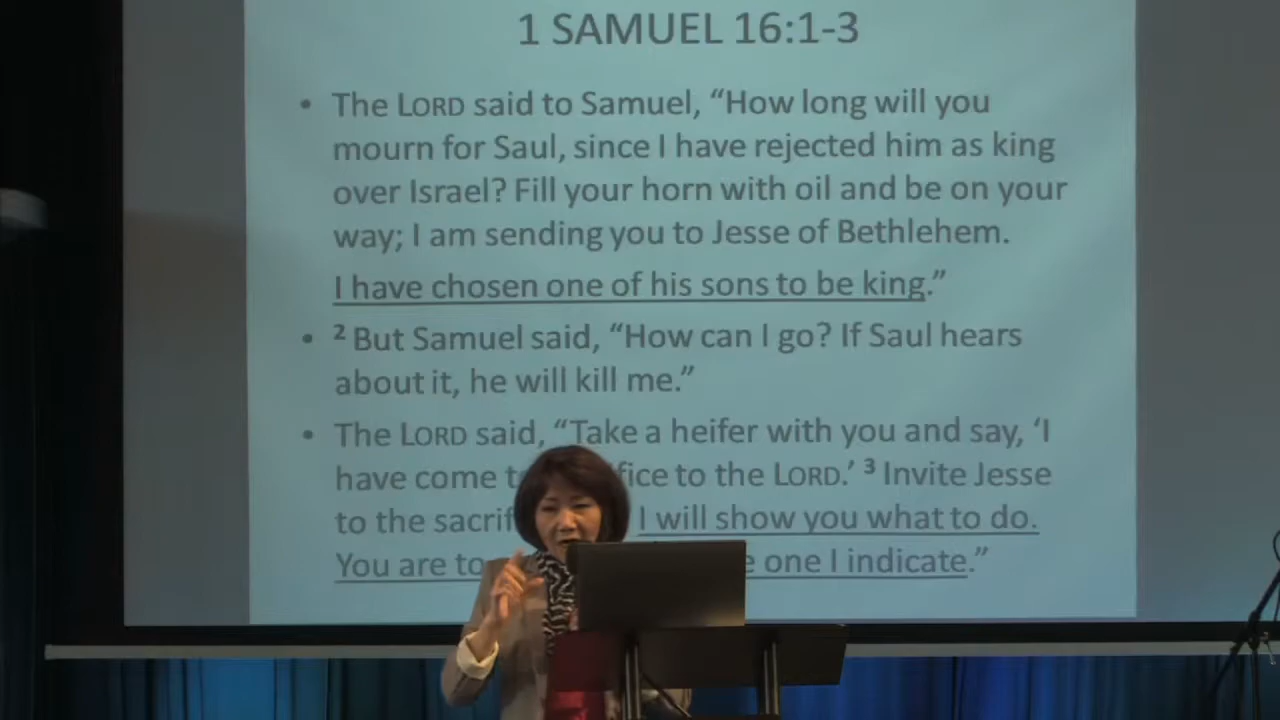 1 SAMUEL 16:1-3
• The LORD said to Samuel, “How long will you
mourn for Saul, since I have rejected him as king
over Israel? Fill your horn with oil and be on your
way; I am sending you to Jesse of Bethlehem.
I have chosen one of his sons to be king.”
• ² But Samuel said, “How can I go? If Saul hears
about it, he will kill me.”
• The LORD said, “Take a heifer with you and say, ‘I
have come to the LORD.’ ³ Invite Jesse
to the I will show you what to do.
You are to one I indicate.”